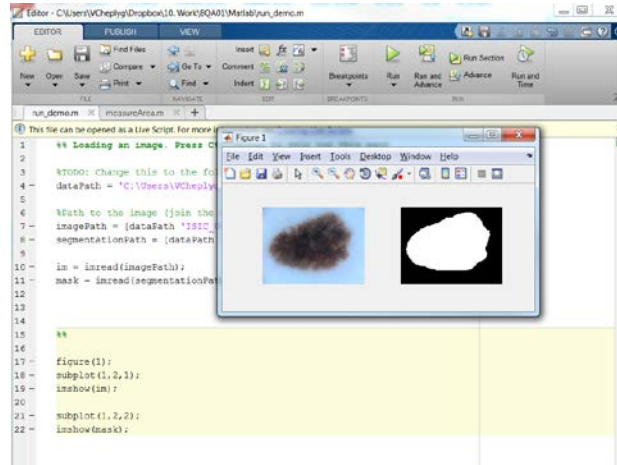 Editor - C:\Users\VCheplyg\Dropbox\10. Work\8QA01\Matlab\run_demo.m
EDITOR PUBLISH VIEW
New Open Save Find Files Compare Print Go To Find Insert Comment Indent Breakpoints Run Run and Advance Run Section Advance Run and Time
FILE NAVIGATE EDIT BREAKPOINTS RUN
run_demo.m measureArea.m
This file can be opened as a Live Script. For more
1 %% Loading an image. Press
2
3 %TODO: Change this to the
4 dataPath = 'C:\Users\VCheplyg
5
6 %Path to the image (join the
7 imagePath = [dataPath 'ISIC
8 segmentationPath = [dataPath
9
10 im = imread(imagePath);
11 mask = imread(segmentationPat
12
13
14
15 %%
16
17 figure(1);
18 subplot(1,2,1);
19 imshow(im);
20
21 subplot(1,2,2);
22 imshow(mask);
Figure 1
File Edit View Insert Tools Desktop Window Help